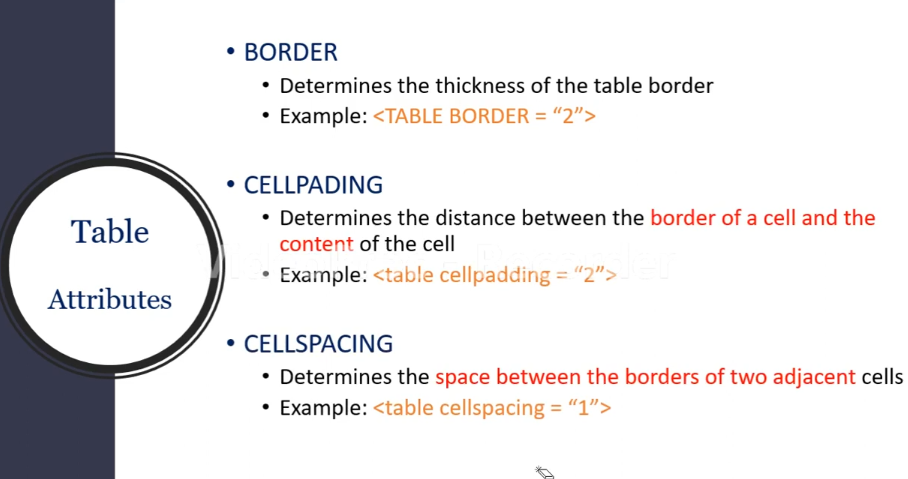 • BORDER
• Determines the thickness of the table border
• Example: <TABLE BORDER = “2”>
Table
Attributes
• CELLPADING
• Determines the distance between the border of a cell and the
content of the cell
• Example: <table cellpadding = “2”>
• CELLSPACING
• Determines the space between the borders of two adjacent cells
• Example: <table cellspacing = “1”>